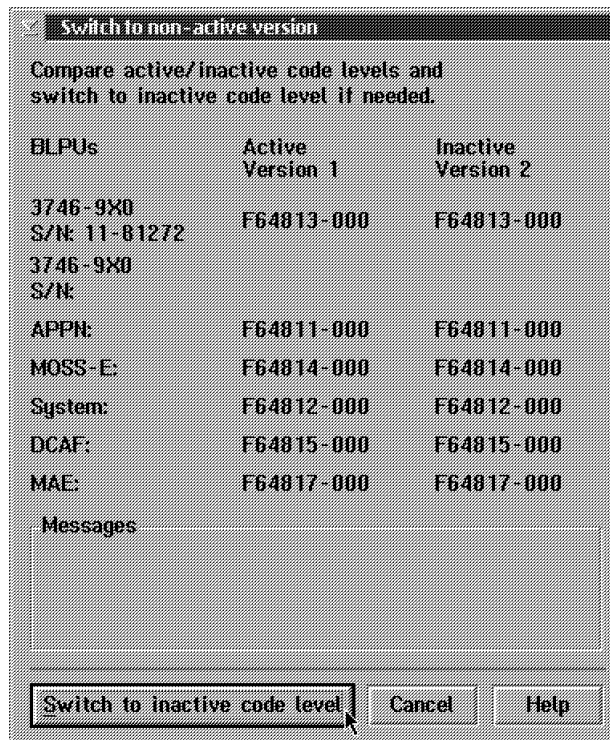 Switch to non-active version
Compare active/inactive code levels and
switch to inactive code level if needed.
BLPUs Active Inactive
Version 1 Version 2
3746-9X0
S/N: 11-81272 F64813-000 F64813-000
3746-9X0
S/N:
APPN: F64811-000 F64811-000
MOSS-E: F64814-000 F64814-000
System: F64812-000 F64812-000
DCAF: F64815-000 F64815-000
MAE: F64817-000 F64817-000
Messages
Switch to inactive code level Cancel Help